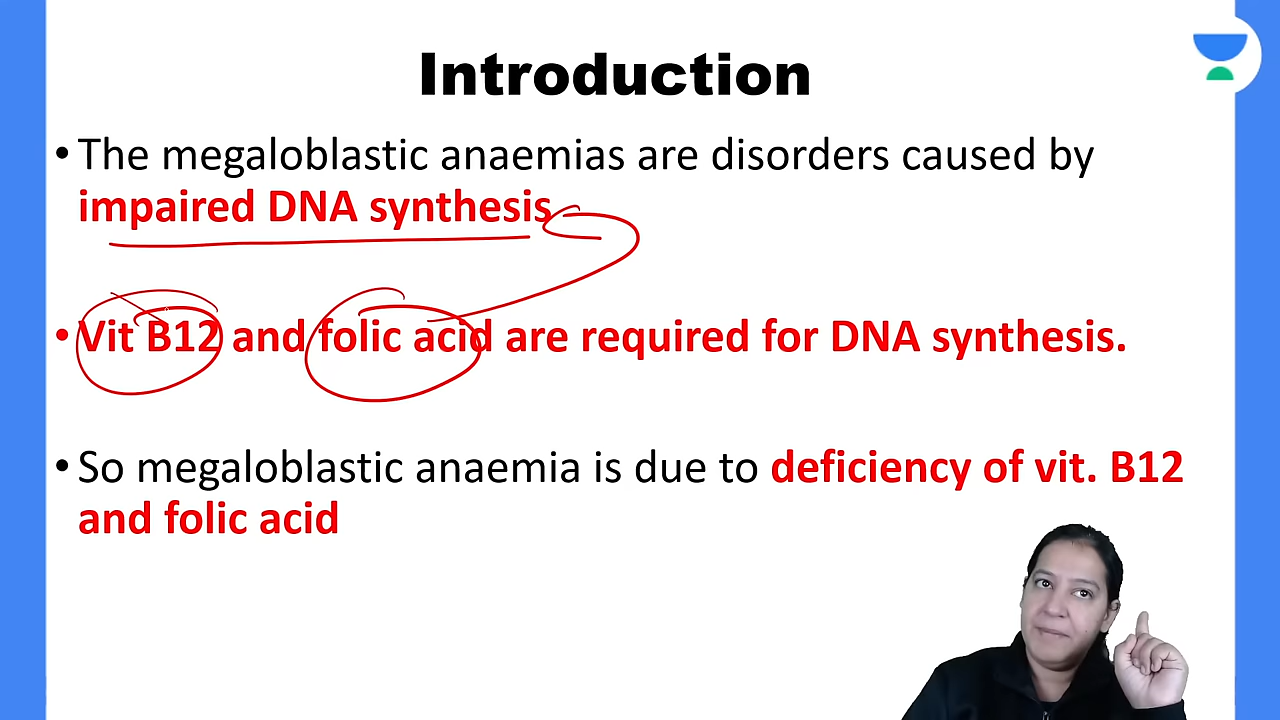 Introduction
• The megaloblastic anaemias are disorders caused by
impaired DNA synthesis
• Vit B12 and folic acid are required for DNA synthesis.
• So megaloblastic anaemia is due to deficiency of vit. B12
and folic acid